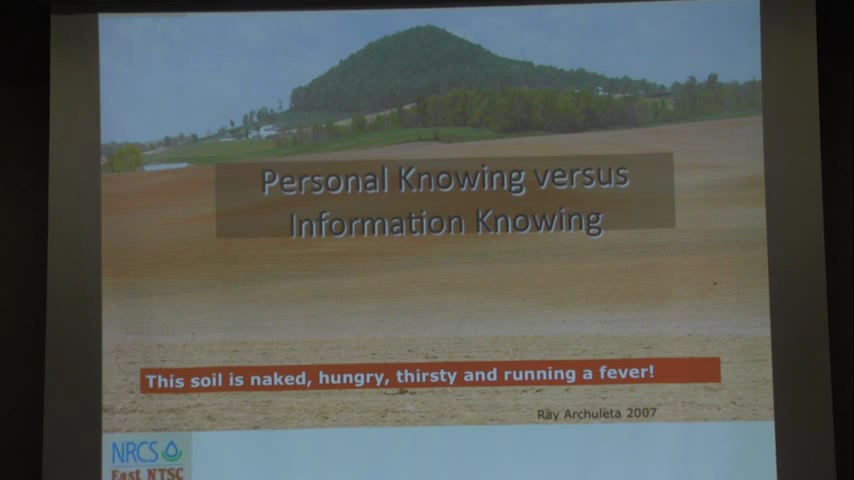 Personal Knowing versus
Information Knowing
This soil is naked, hungry, thirsty and running a fever!
Ray Archuleta 2007
NRCS
East NTSC